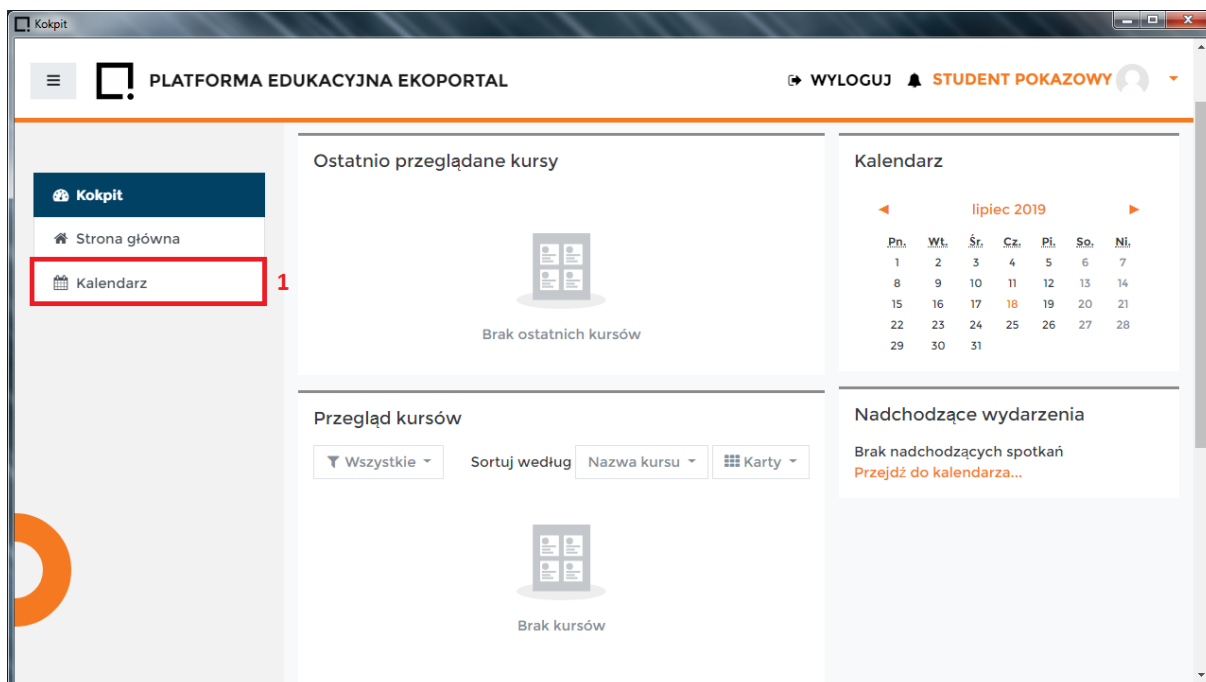 Kokpit
PLATFORMA EDUKACYJNA EKOPORTAL
WYLOGUJ
STUDENT POKAZOWY
Kokpit
Strona główna
Kalendarz
1
Ostatnio przeglądane kursy
Brak ostatnich kursów
Przegląd kursów
Wszystkie
Sortuj według
Nazwa kursu
Karty
Brak kursów
Kalendarz
lipiec 2019
Pn. Wt. Śr. Cz. Pi. So. Ni.
1 2 3 4 5 6 7
8 9 10 11 12 13 14
15 16 17 18 19 20 21
22 23 24 25 26 27 28
29 30 31
Nadchodzące wydarzenia
Brak nadchodzących spotkań
Przejdź do kalendarza...